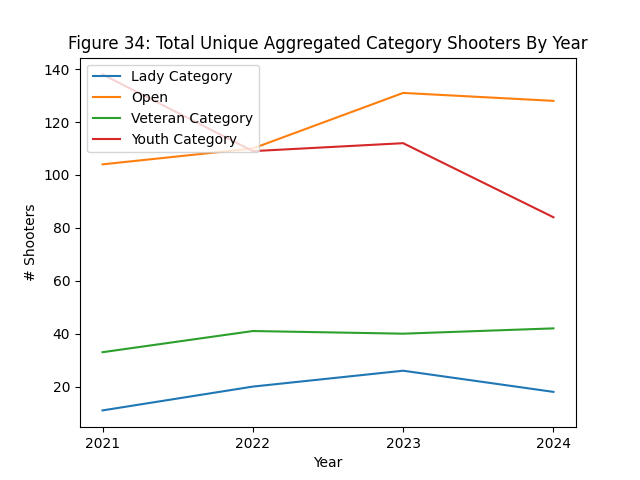 Figure 34: Total Unique Aggregated Category Shooters By Year
140
120
100
80
60
40
20
# Shooters
Lady Category
Open
Veteran Category
Youth Category
2021 2022 2023 2024
Year